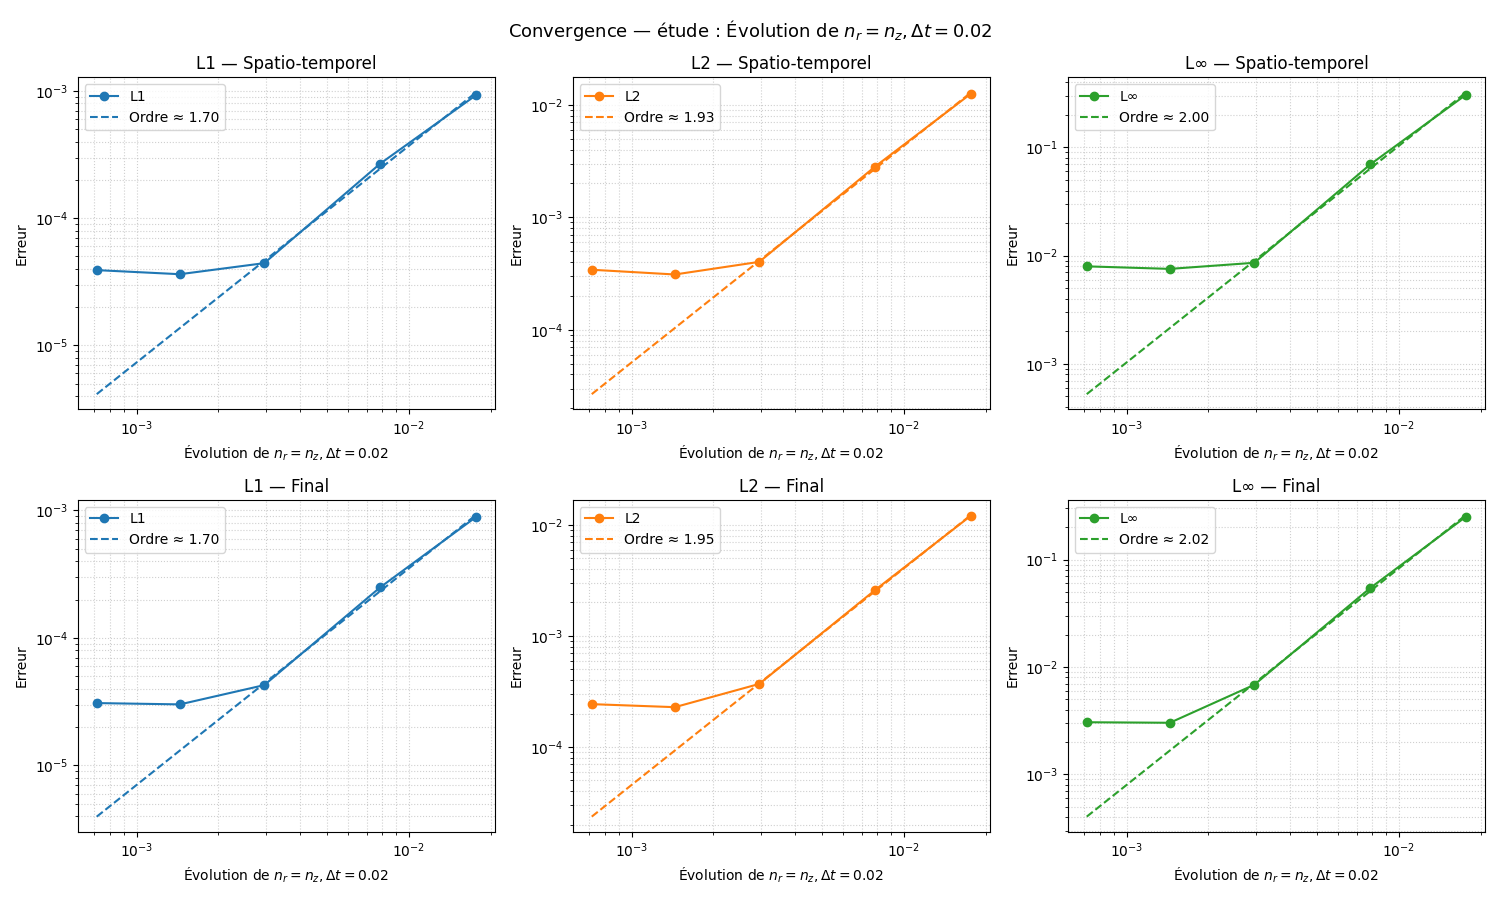 Convergence — étude : Évolution de $n_r = n_z, \Delta t = 0.02$
L1 — Spatio-temporel
L1
Ordre ≈ 1.70
Erreur
10⁻³
10⁻⁴
10⁻⁵
10⁻³
10⁻²
Évolution de $n_r = n_z, \Delta t = 0.02$
L2 — Spatio-temporel
L2
Ordre ≈ 1.93
Erreur
10⁻²
10⁻³
10⁻⁴
10⁻³
10⁻²
Évolution de $n_r = n_z, \Delta t = 0.02$
L∞ — Spatio-temporel
L∞
Ordre ≈ 2.00
Erreur
10⁻¹
10⁻²
10⁻³
10⁻³
10⁻²
Évolution de $n_r = n_z, \Delta t = 0.02$
L1 — Final
L1
Ordre ≈ 1.70
Erreur
10⁻³
10⁻⁴
10⁻⁵
10⁻³
10⁻²
Évolution de $n_r = n_z, \Delta t = 0.02$
L2 — Final
L2
Ordre ≈ 1.95
Erreur
10⁻²
10⁻³
10⁻⁴
10⁻³
10⁻²
Évolution de $n_r = n_z, \Delta t = 0.02$
L∞ — Final
L∞
Ordre ≈ 2.02
Erreur
10⁻¹
10⁻²
10⁻³
10⁻³
10⁻²
Évolution de $n_r = n_z, \Delta t = 0.02$